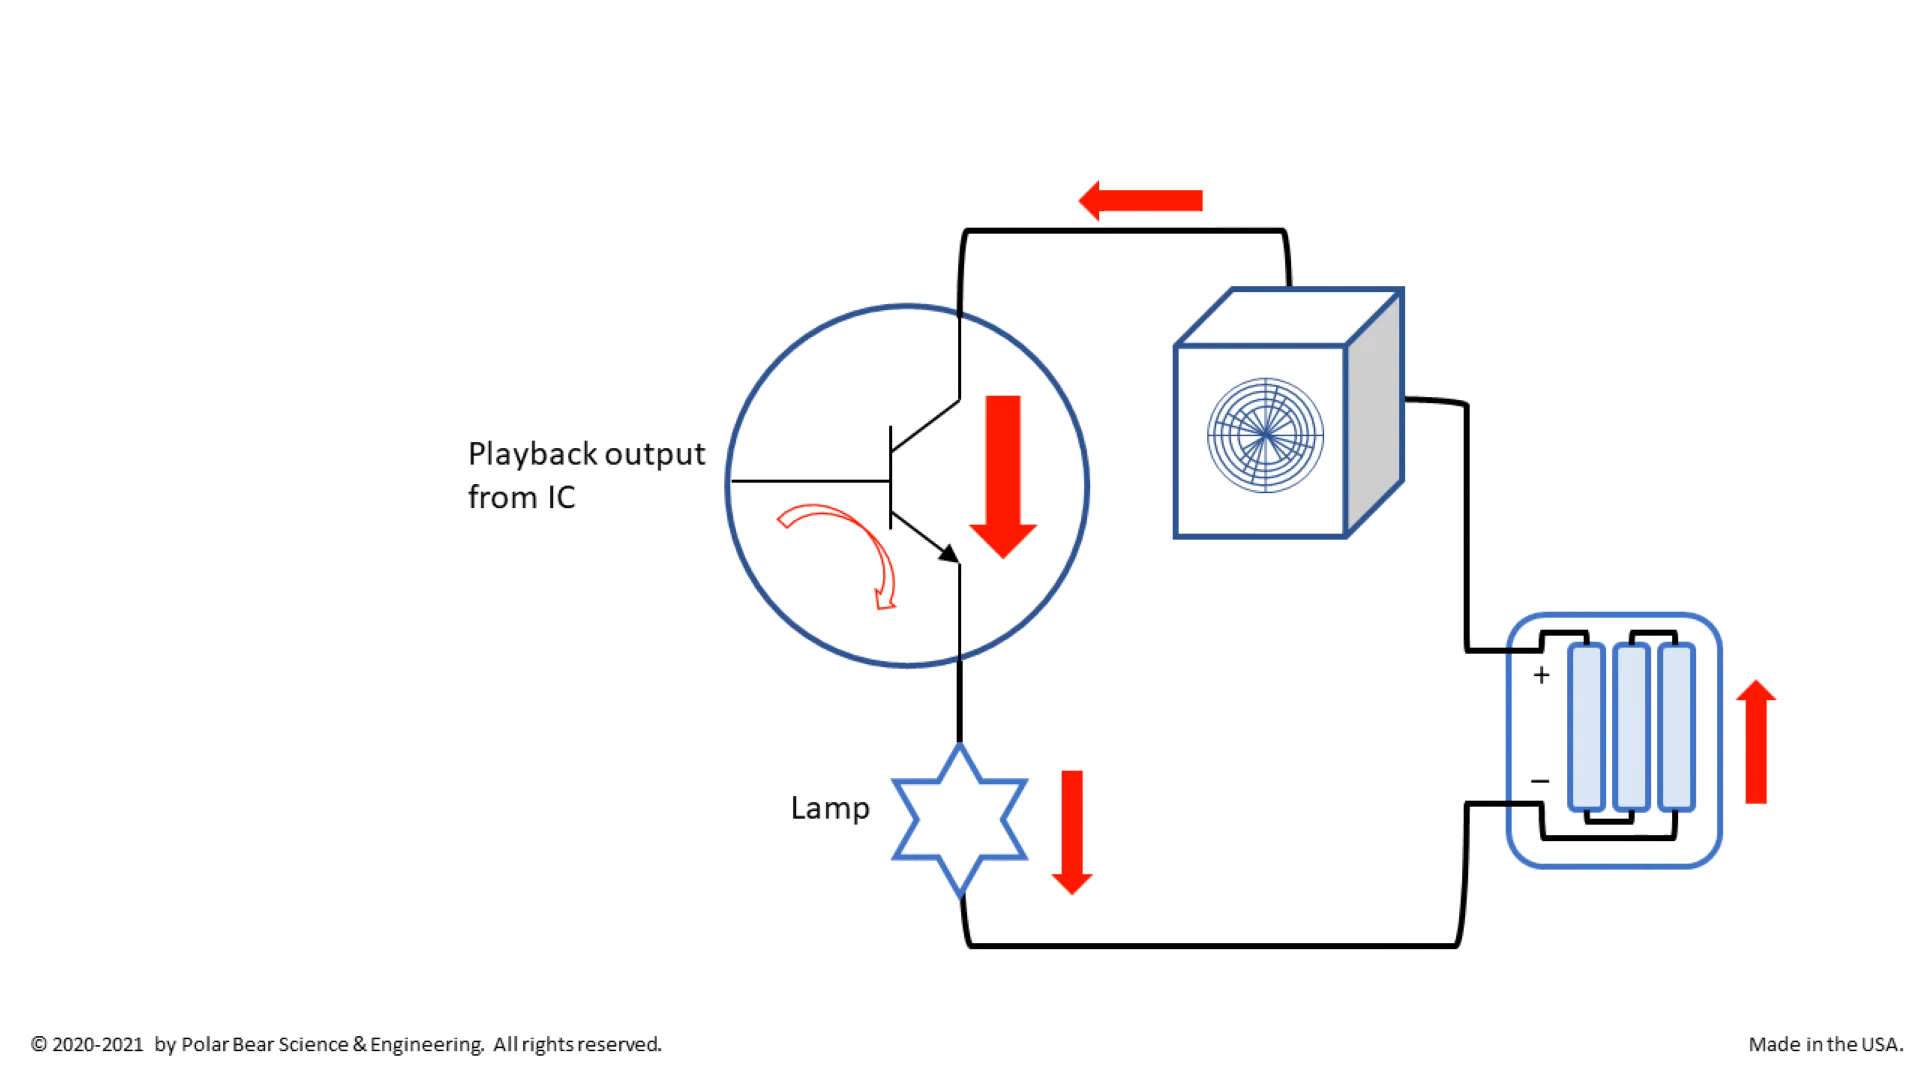 Playback output
from IC
+
–
Lamp
© 2020-2021 by Polar Bear Science & Engineering. All rights reserved.
Made in the USA.